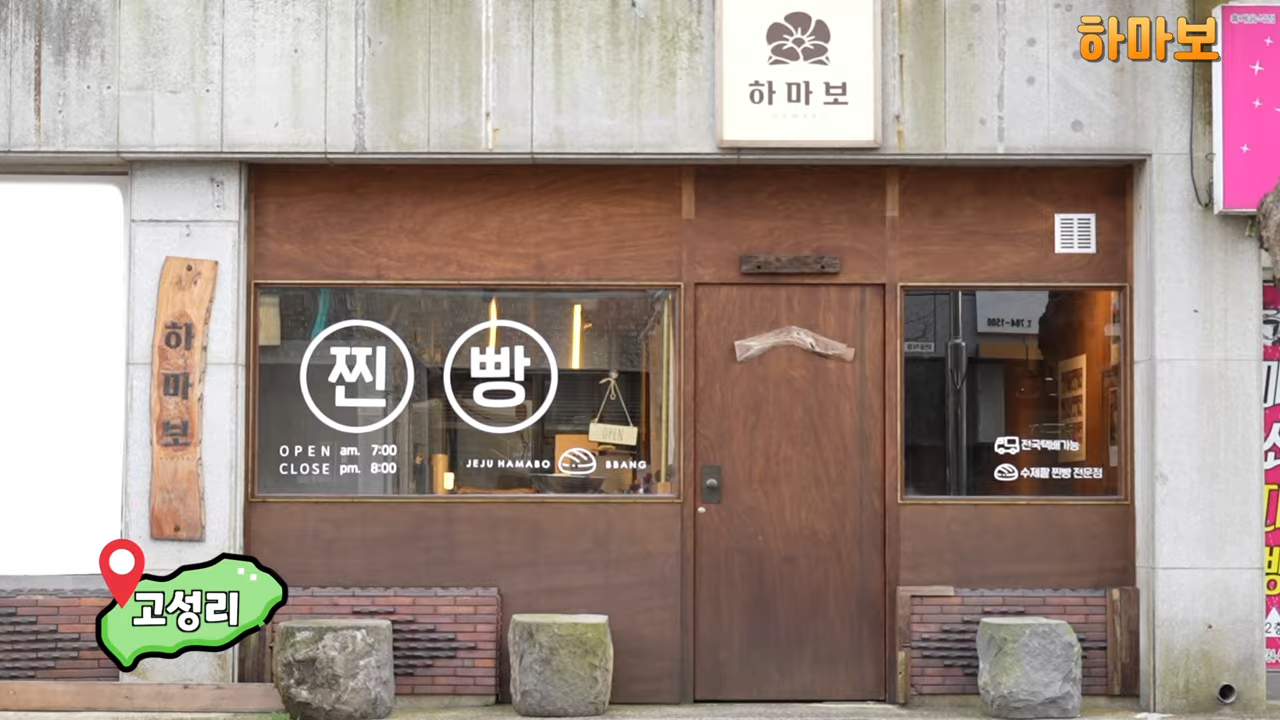 하마보
하마보
하
마
보
찐 빵
OPEN am. 7:00
CLOSE pm. 8:00
OPEN
JEJU HAMABO BBANG
T. 784-1500
전국택배가능
수제팥 찐빵 전문점
고성리